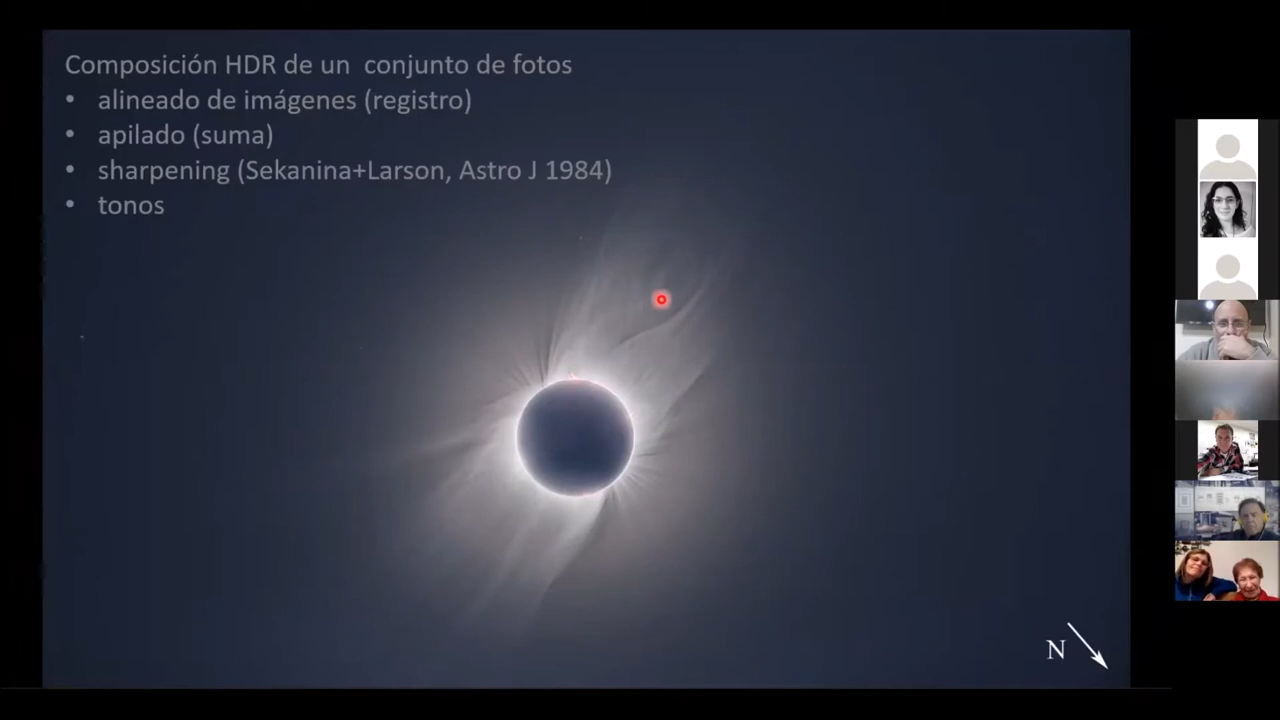 Composición HDR de un conjunto de fotos
• alineado de imágenes (registro)
• apilado (suma)
• sharpening (Sekanina+Larson, Astro J 1984)
• tonos
N